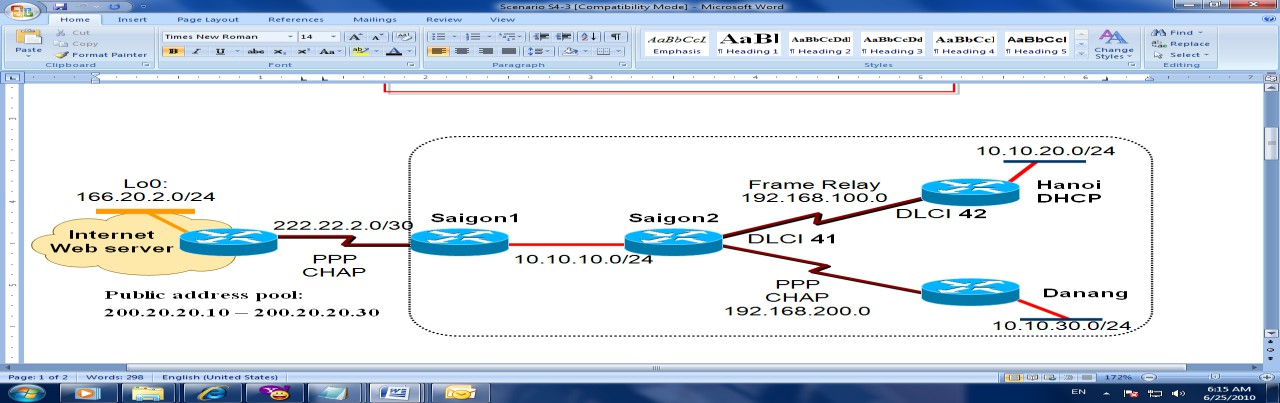 Scenario S4-3 [Compatibility Mode] - Microsoft Word
Home Insert Page Layout References Mailings Review View
Paste
Cut
Copy
Format Painter
Clipboard
Times New Roman 14
B I U abc x₂ x² Aa ab A
Font
Paragraph
AaBbCcI AaBl AaBbCcDdI AaBbCcDd AaBbCcI AaBbCcI
Emphasis ¶ Heading 1 ¶ Heading 2 ¶ Heading 3 ¶ Heading 4 ¶ Heading 5
Styles
Change Styles
Find
Replace
Select
Editing
Lo0:
166.20.2.0/24
Internet
Web server
222.22.2.0/30
PPP
CHAP
Public address pool:
200.20.20.10 – 200.20.20.30
Saigon1
10.10.10.0/24
Saigon2
Frame Relay
192.168.100.0
DLCI 41
DLCI 42
10.10.20.0/24
Hanoi
DHCP
PPP
CHAP
192.168.200.0
Danang
10.10.30.0/24
Page: 1 of 2 Words: 298 English (United States) 172%
EN 6:15 AM
6/25/2010